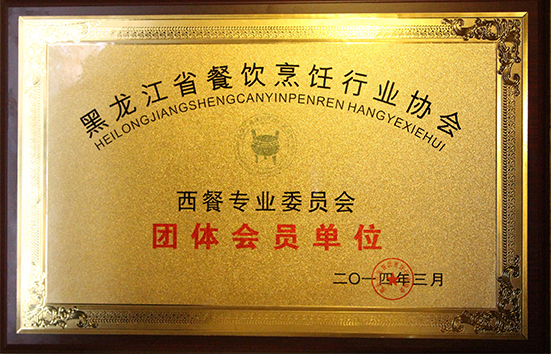 黑龙江省餐饮烹饪行业协会
HEILONGJIANGSHENGCANYINPENREN HANGYEXIEHUI
西餐专业委员会
团体会员单位
二〇一四年三月